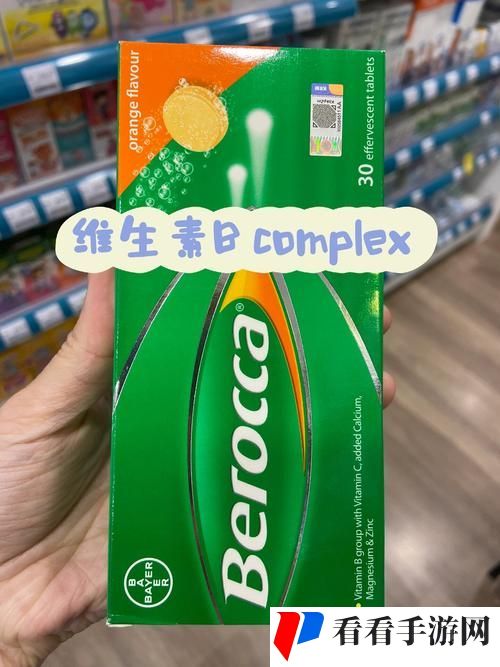 orange flavour
30 effervescent tablets
维生素B complex
Berocca®
Vitamin B group with Vitamin C, added Calcium,
Magnesium & Zinc
BAYER
BAYER
看看手游网